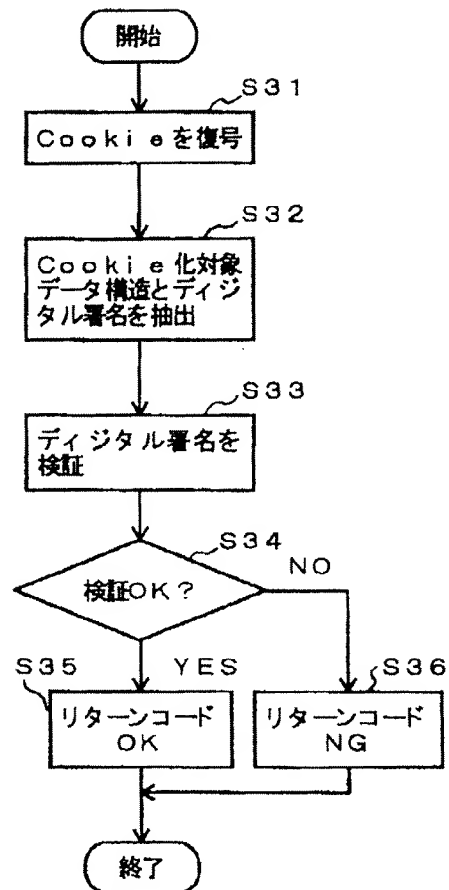 開始
S31
Cookieを復号
S32
Cookie化対象
データ構造とディジ
タル署名を抽出
S33
ディジタル署名を
検証
S34
検証OK?
NO
YES
S35
S36
リターンコード
OK
リターンコード
NG
終了